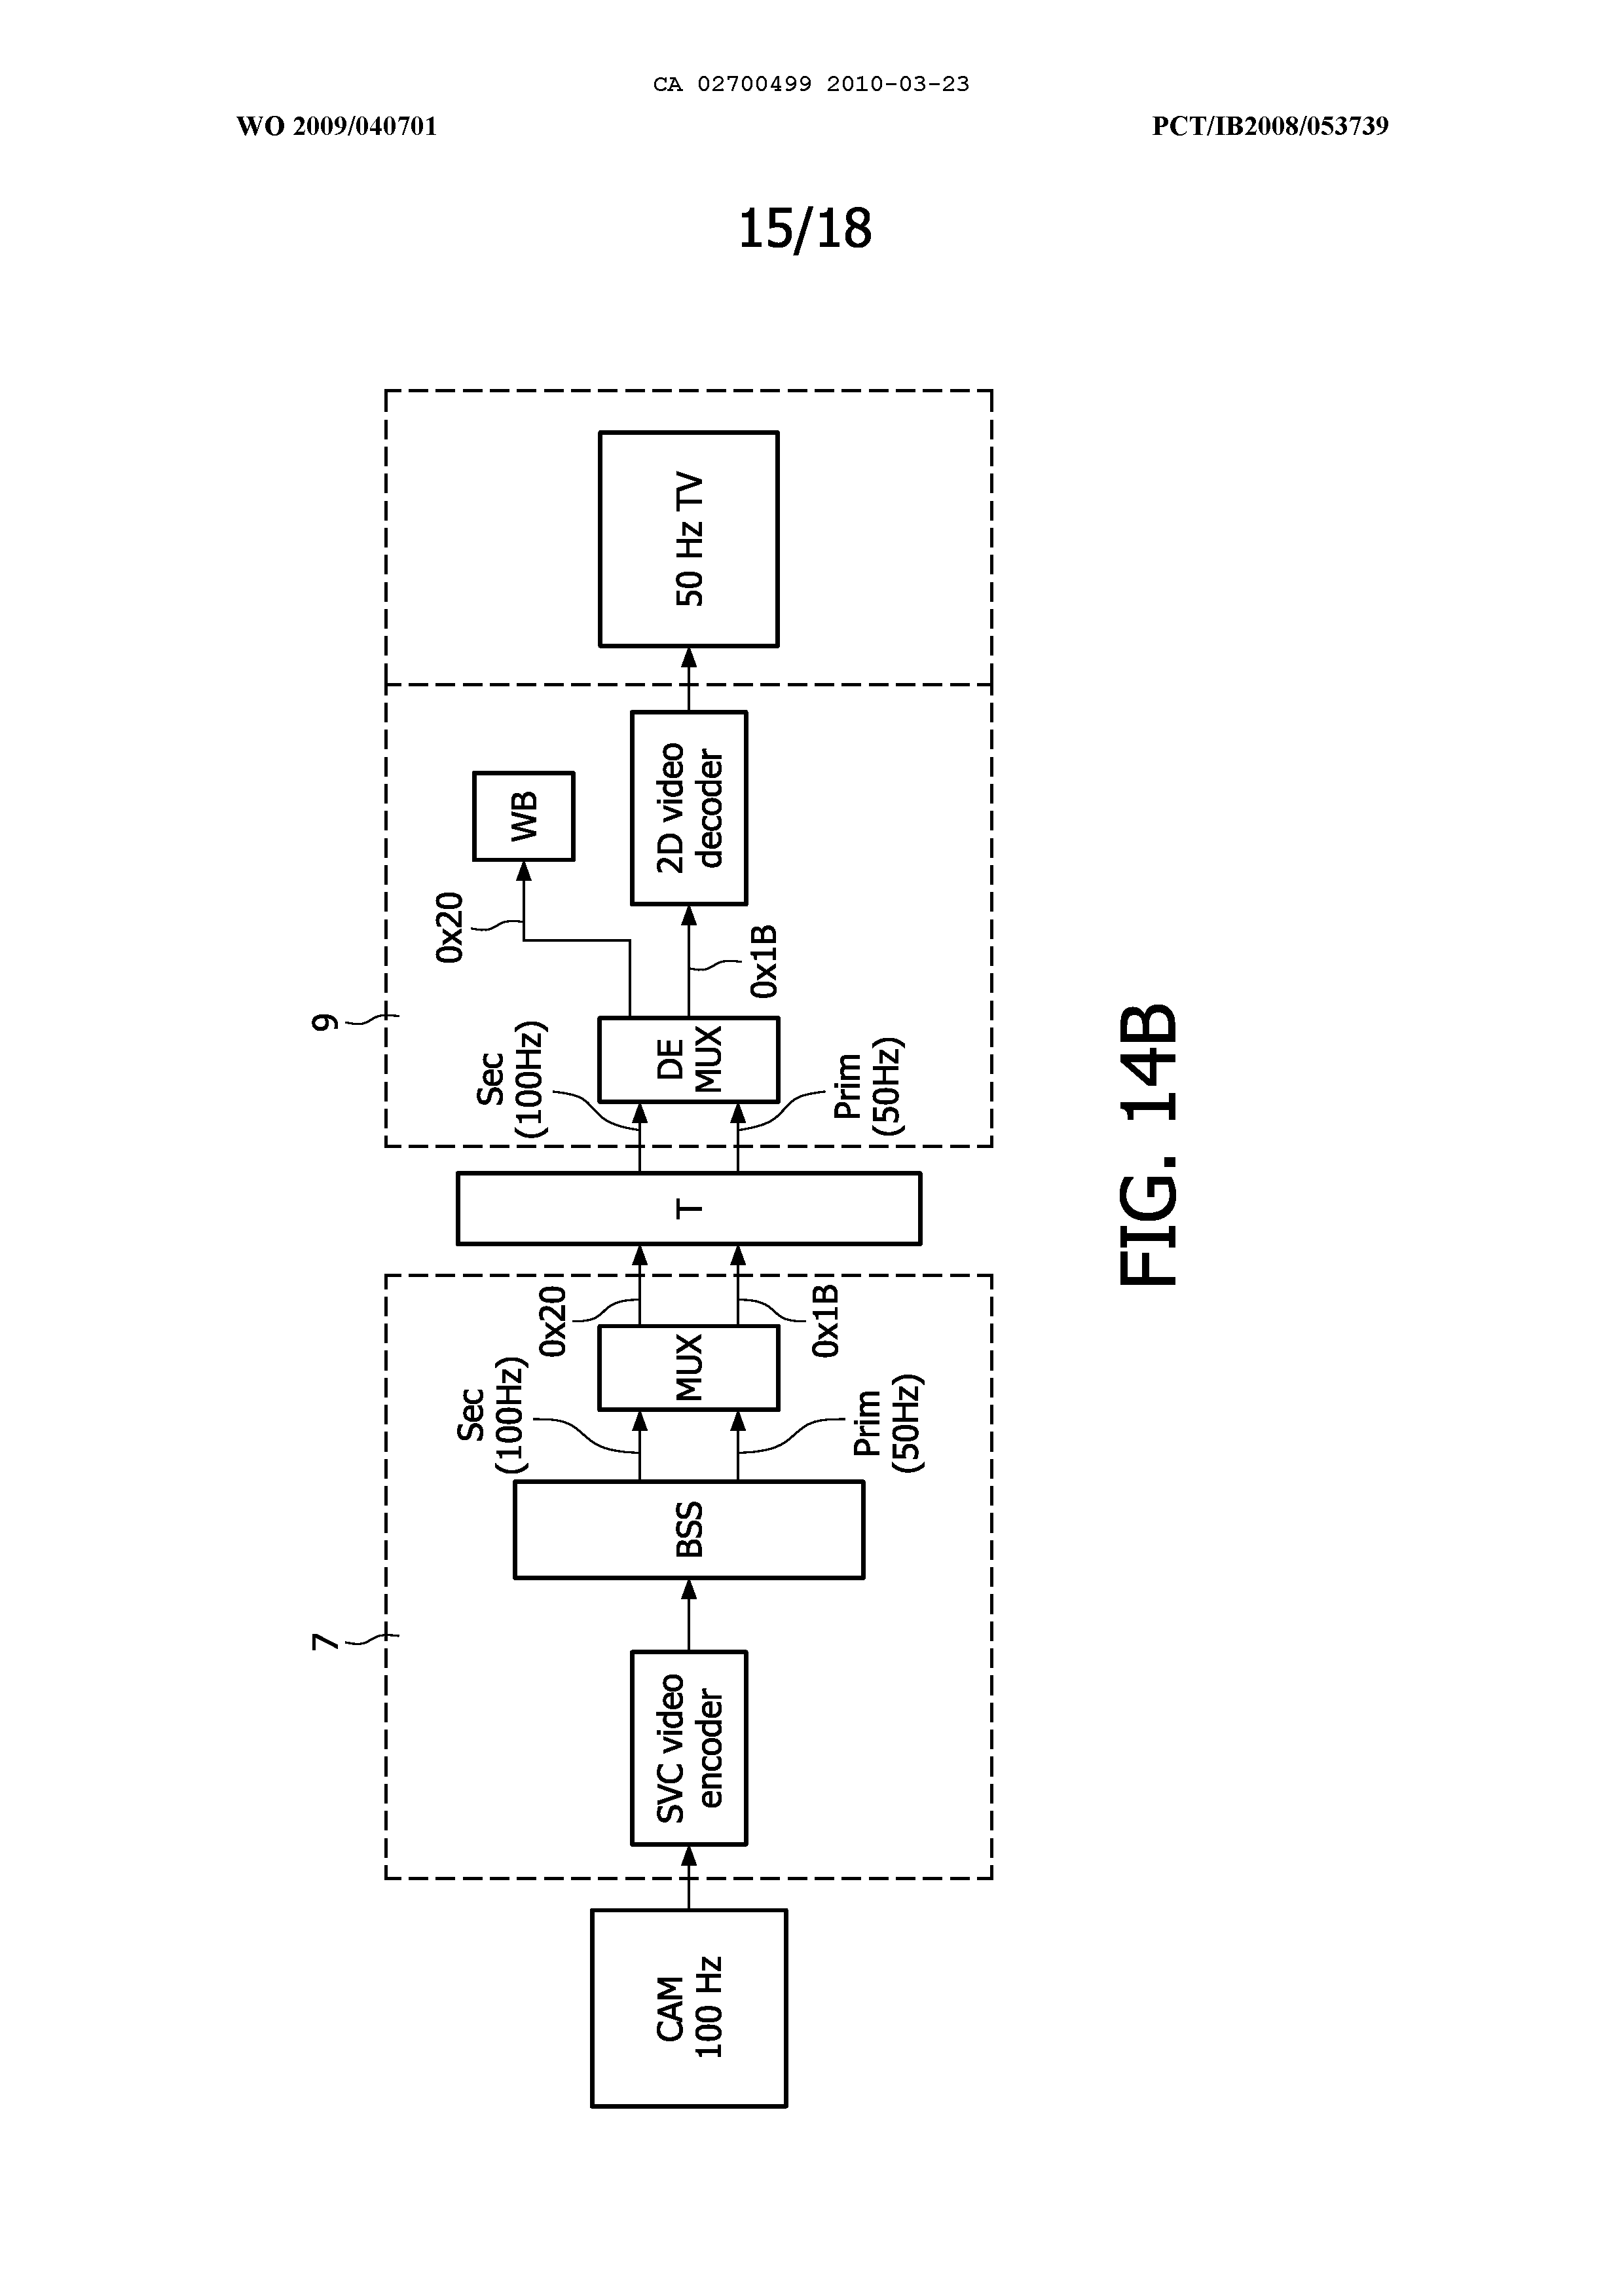 CA 02700499 2010-03-23
WO 2009/040701
PCT/IB2008/053739
15/18
CAM
100 Hz
7
SVC video
encoder
BSS
Sec
(100Hz)
Prim
(50Hz)
MUX
0x20
0x1B
T
9
Sec
(100Hz)
Prim
(50Hz)
DE
MUX
0x20
0x1B
WB
2D video
decoder
50 Hz TV
FIG. 14B